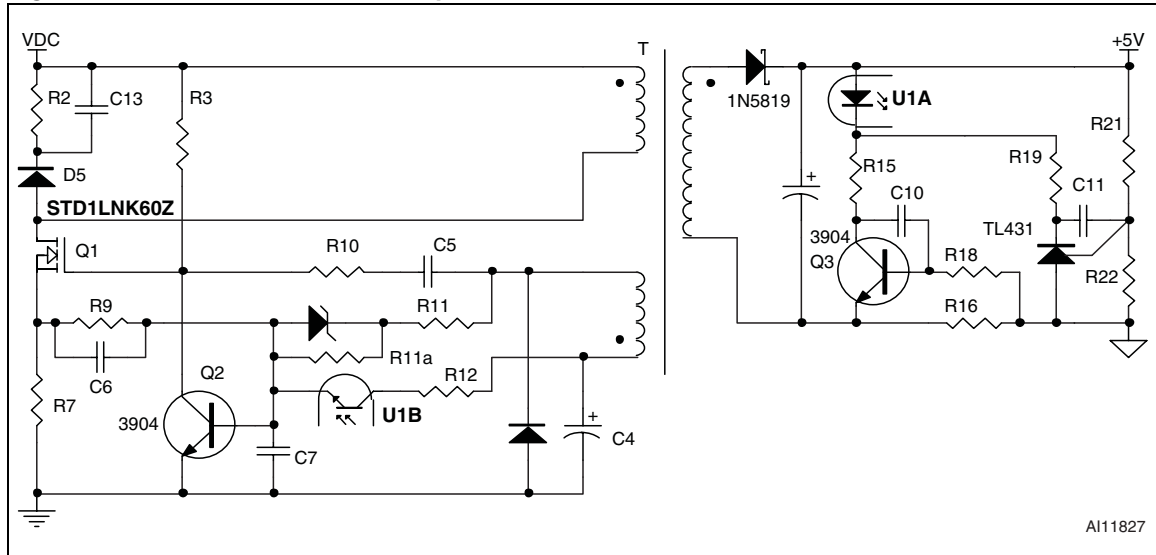 VDC
T
+5V
R2
C13
R3
1N5819
U1A
R21
D5
R15
R19
C10
C11
STD1LNK60Z
+
3904
TL431
Q1
R10
C5
Q3
R18
R22
R9
R11
R16
C6
R11a
Q2
R12
R7
U1B
+
3904
C7
C4
AI11827